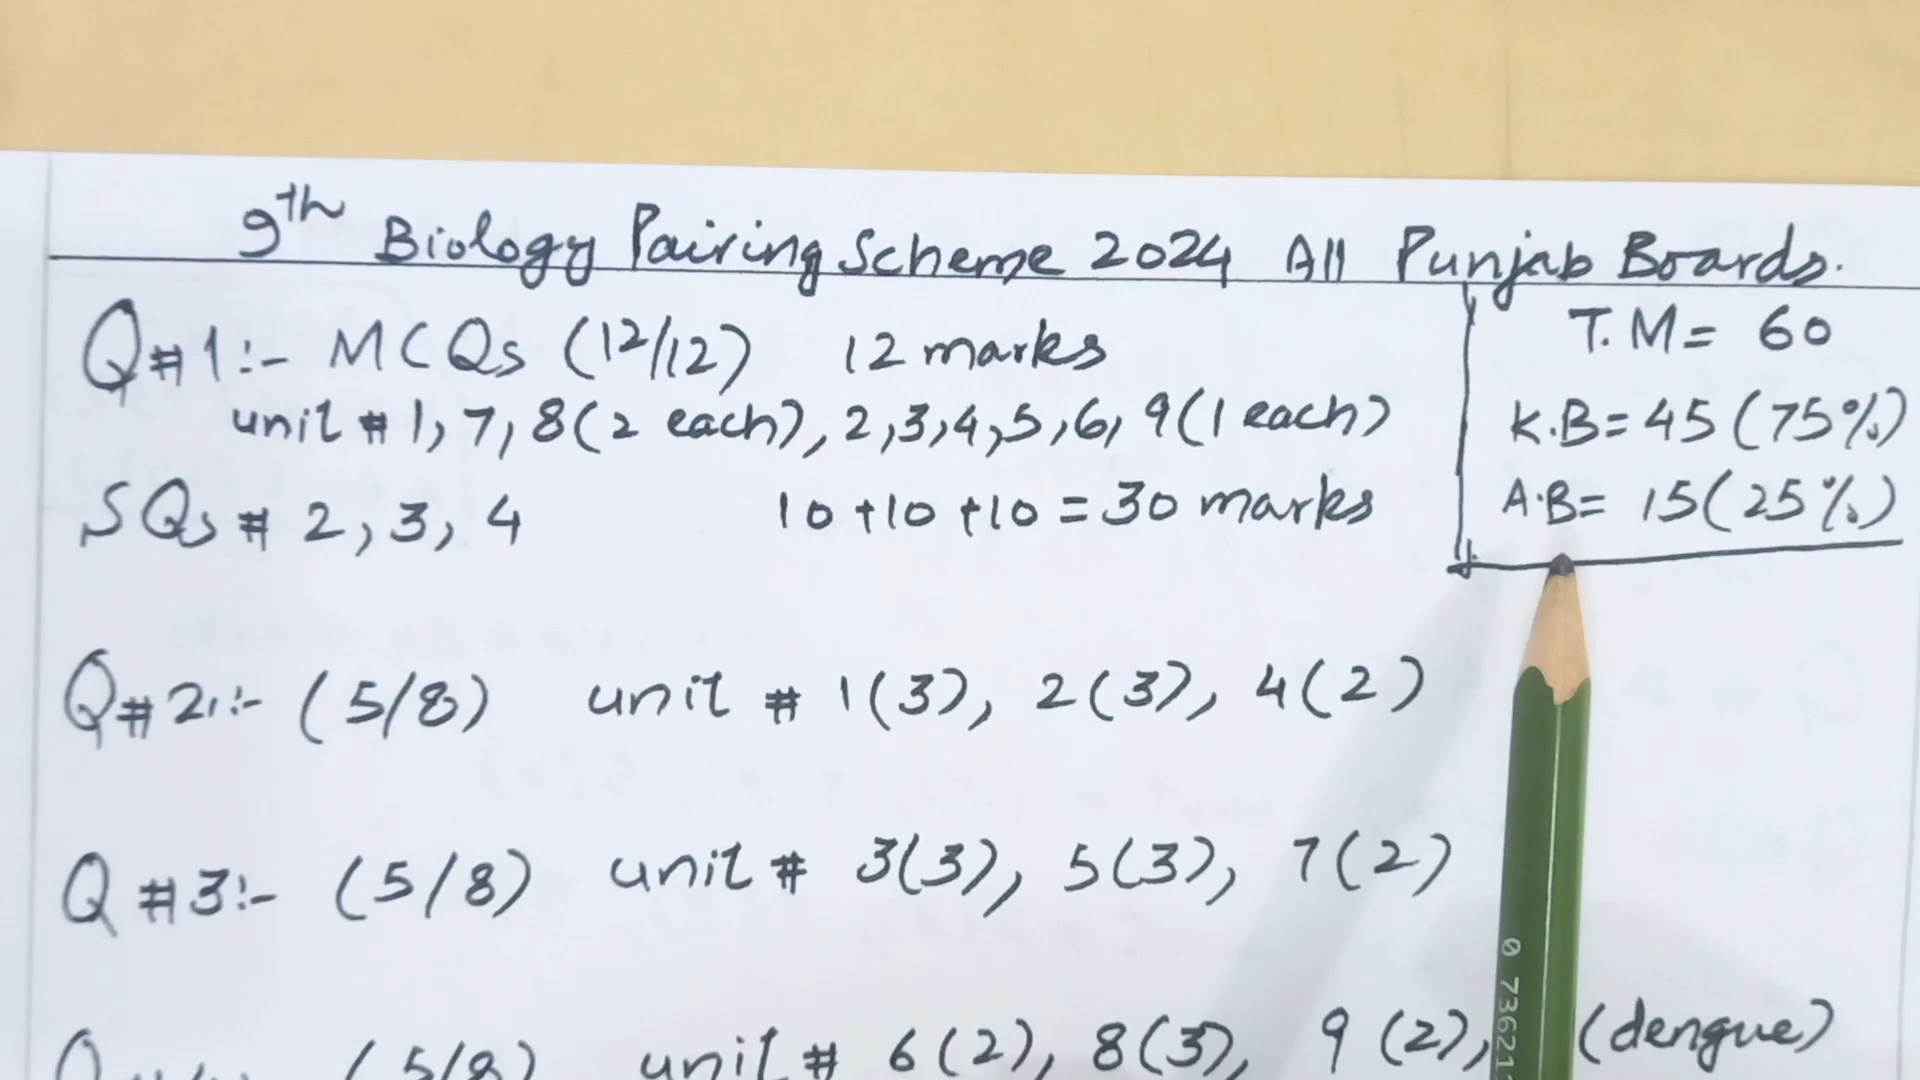 9th Biology Pairing Scheme 2024 All Punjab Boards.
Q#1:- MCQs (12/12) 12 marks
unit # 1, 7, 8(2 each), 2,3,4,5,6, 9(1 each)
SQs # 2, 3, 4 10+10+10=30 marks
T.M= 60
K.B=45(75%)
A.B= 15(25%)
Q#2:- (5/8) unit # 1(3), 2(3), 4(2)
Q #3:- (5/8) unit # 3(3), 5(3), 7(2)
(5/8) unit # 6(2), 8(3), 9(2), (dengue)
0 73621